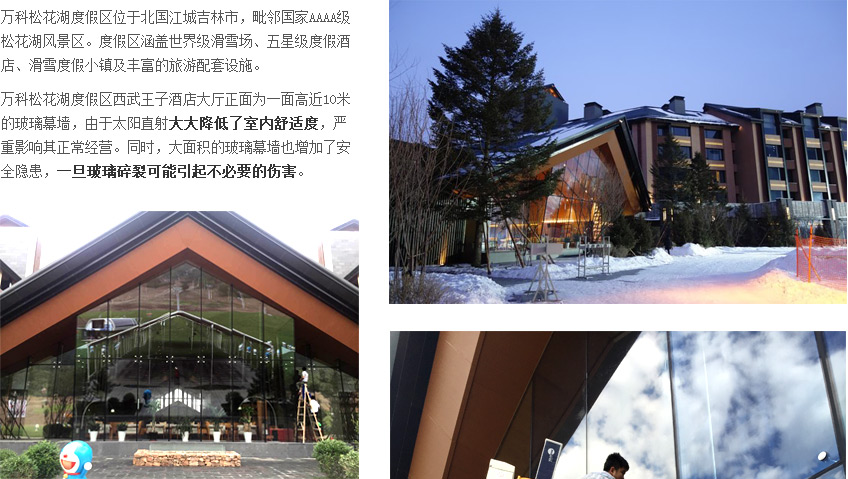 万科松花湖度假区位于北国江城吉林市，毗邻国家AAAA级
松花湖风景区。度假区涵盖世界级滑雪场、五星级度假酒
店、滑雪度假小镇及丰富的旅游配套设施。
万科松花湖度假区西武王子酒店大厅正面为一面高近10米
的玻璃幕墙，由于太阳直射大大降低了室内舒适度，严
重影响其正常经营。同时，大面积的玻璃幕墙也增加了安
全隐患，一旦玻璃碎裂可能引起不必要的伤害。